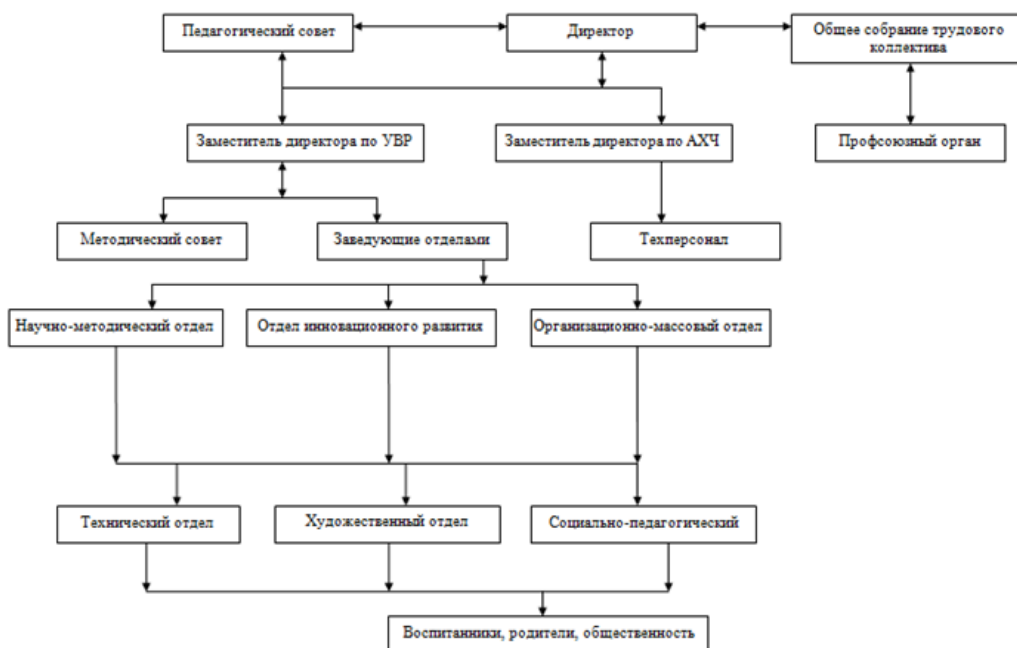 Педагогический совет
Директор
Общее собрание трудового
коллектива
Заместитель директора по УВР
Заместитель директора по АХЧ
Профсоюзный орган
Методический совет
Заведующие отделами
Техперсонал
Научно-методический отдел
Отдел инновационного развития
Организационно-массовый отдел
Технический отдел
Художественный отдел
Социально-педагогический
Воспитанники, родители, общественность